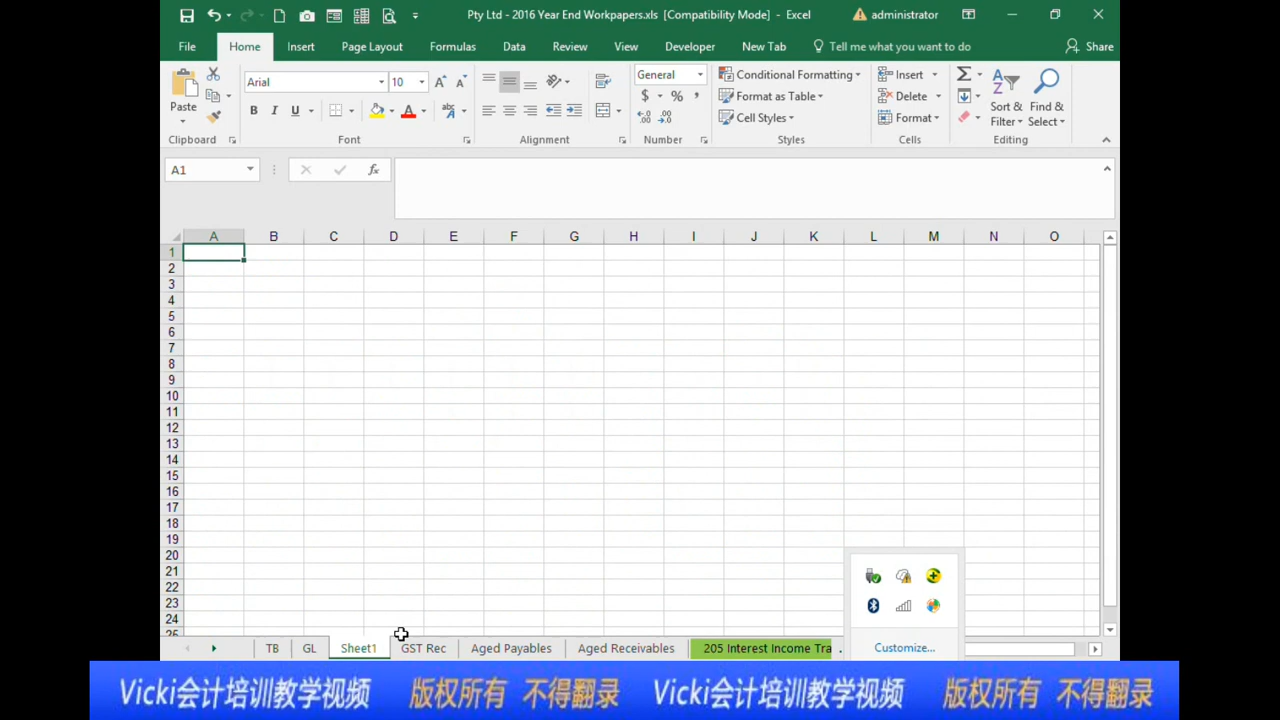 Pty Ltd - 2016 Year End Workpapers.xls [Compatibility Mode] - Excel
administrator
File Home Insert Page Layout Formulas Data Review View Developer New Tab Tell me what you want to do Share
Paste
Clipboard
Arial 10
B I U
A
abc
Font
Alignment
General
$ % ,
.00
Number
Conditional Formatting
Format as Table
Cell Styles
Styles
Insert
Delete
Format
Cells
Sort & Filter
Find & Select
Editing
A1
fx
A B C D E F G H I J K L M N O
1
2
3
4
5
6
7
8
9
10
11
12
13
14
15
16
17
18
19
20
21
22
23
24
Customize...
TB GL Sheet1 GST Rec Aged Payables Aged Receivables 205 Interest Income Tra
Vicki会计培训教学视频 版权所有 不得翻录 Vicki会计培训教学视频 版权所有 不得翻录